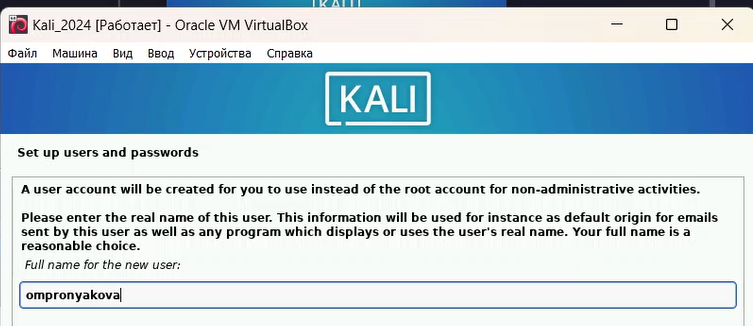 Kali_2024 [Работает] - Oracle VM VirtualBox
Файл Машина Вид Ввод Устройства Справка
KALI
Set up users and passwords
A user account will be created for you to use instead of the root account for non-administrative activities.
Please enter the real name of this user. This information will be used for instance as default origin for emails
sent by this user as well as any program which displays or uses the user's real name. Your full name is a
reasonable choice.
Full name for the new user:
ompronyakova